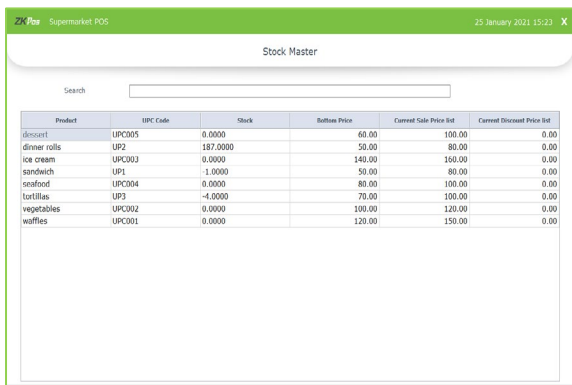 ZKPos Supermarket POS 25 January 2021 15:23 X
Stock Master
Search
Product UPC Code Stock Bottom Price Current Sale Price list Current Discount Price list
dessert UPC005 0.0000 60.00 100.00 0.00
dinner rolls UP2 187.0000 50.00 80.00 0.00
ice cream UPC003 0.0000 140.00 160.00 0.00
sandwich UP1 -1.0000 50.00 80.00 0.00
seafood UPC004 0.0000 80.00 100.00 0.00
tortillas UP3 -4.0000 70.00 100.00 0.00
vegetables UPC002 0.0000 100.00 120.00 0.00
waffles UPC001 0.0000 120.00 150.00 0.00